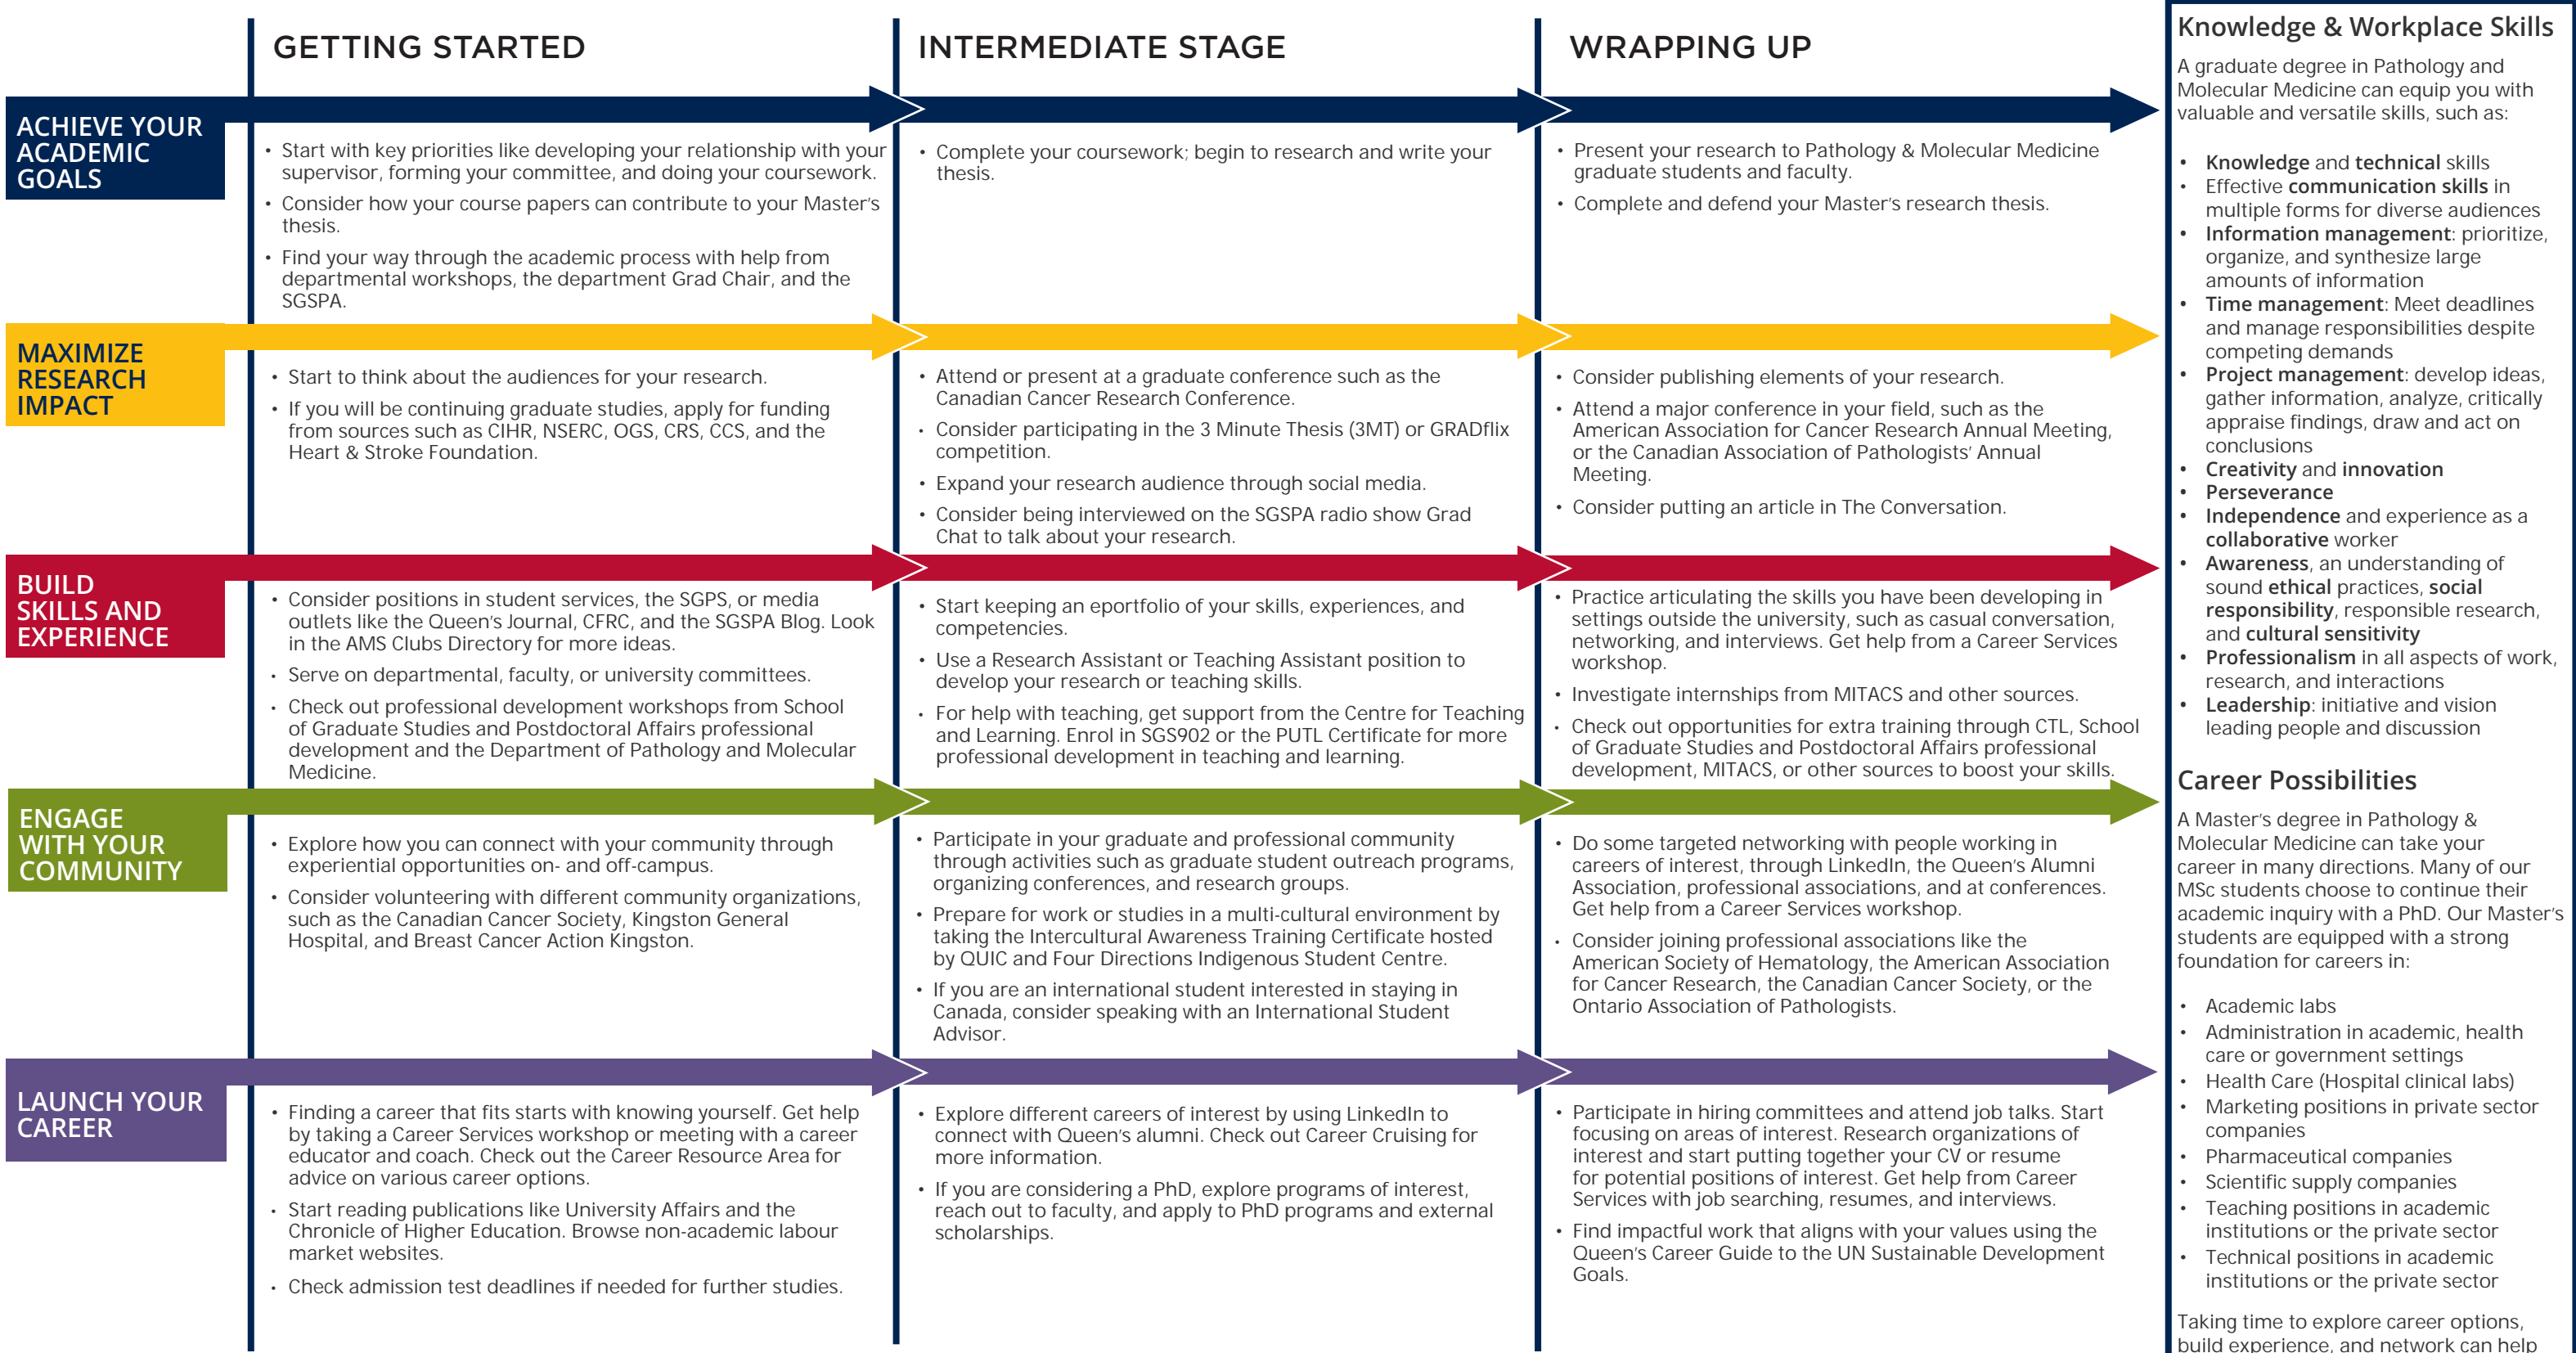 GETTING STARTED
INTERMEDIATE STAGE
WRAPPING UP
ACHIEVE YOUR
ACADEMIC
GOALS
• Start with key priorities like developing your relationship with your
supervisor, forming your committee, and doing your coursework.
• Consider how your course papers can contribute to your Master's
thesis.
• Find your way through the academic process with help from
departmental workshops, the department Grad Chair, and the
SGSPA.
• Complete your coursework; begin to research and write your
thesis.
• Present your research to Pathology & Molecular Medicine
graduate students and faculty.
• Complete and defend your Master's research thesis.
MAXIMIZE
RESEARCH
IMPACT
• Start to think about the audiences for your research.
• If you will be continuing graduate studies, apply for funding
from sources such as CIHR, NSERC, OGS, CRS, CCS, and the
Heart & Stroke Foundation.
• Attend or present at a graduate conference such as the
Canadian Cancer Research Conference.
• Consider participating in the 3 Minute Thesis (3MT) or GRADflix
competition.
• Expand your research audience through social media.
• Consider being interviewed on the SGSPA radio show Grad
Chat to talk about your research.
• Consider publishing elements of your research.
• Attend a major conference in your field, such as the
American Association for Cancer Research Annual Meeting,
or the Canadian Association of Pathologists' Annual
Meeting.
• Consider putting an article in The Conversation.
BUILD
SKILLS AND
EXPERIENCE
• Consider positions in student services, the SGPS, or media
outlets like the Queen's Journal, CFRC, and the SGSPA Blog. Look
in the AMS Clubs Directory for more ideas.
• Serve on departmental, faculty, or university committees.
• Check out professional development workshops from School
of Graduate Studies and Postdoctoral Affairs professional
development and the Department of Pathology and Molecular
Medicine.
• Start keeping an eportfolio of your skills, experiences, and
competencies.
• Use a Research Assistant or Teaching Assistant position to
develop your research or teaching skills.
• For help with teaching, get support from the Centre for Teaching
and Learning. Enrol in SGS902 or the PUTL Certificate for more
professional development in teaching and learning.
• Practice articulating the skills you have been developing in
settings outside the university, such as casual conversation,
networking, and interviews. Get help from a Career Services
workshop.
• Investigate internships from MITACS and other sources.
• Check out opportunities for extra training through CTL, School
of Graduate Studies and Postdoctoral Affairs professional
development, MITACS, or other sources to boost your skills.
ENGAGE
WITH YOUR
COMMUNITY
• Explore how you can connect with your community through
experiential opportunities on- and off-campus.
• Consider volunteering with different community organizations,
such as the Canadian Cancer Society, Kingston General
Hospital, and Breast Cancer Action Kingston.
• Participate in your graduate and professional community
through activities such as graduate student outreach programs,
organizing conferences, and research groups.
• Prepare for work or studies in a multi-cultural environment by
taking the Intercultural Awareness Training Certificate hosted
by QUIC and Four Directions Indigenous Student Centre.
• If you are an international student interested in staying in
Canada, consider speaking with an International Student
Advisor.
• Do some targeted networking with people working in
careers of interest, through LinkedIn, the Queen's Alumni
Association, professional associations, and at conferences.
Get help from a Career Services workshop.
• Consider joining professional associations like the
American Society of Hematology, the American Association
for Cancer Research, the Canadian Cancer Society, or the
Ontario Association of Pathologists.
LAUNCH YOUR
CAREER
• Finding a career that fits starts with knowing yourself. Get help
by taking a Career Services workshop or meeting with a career
educator and coach. Check out the Career Resource Area for
advice on various career options.
• Start reading publications like University Affairs and the
Chronicle of Higher Education. Browse non-academic labour
market websites.
• Check admission test deadlines if needed for further studies.
• Explore different careers of interest by using LinkedIn to
connect with Queen's alumni. Check out Career Cruising for
more information.
• If you are considering a PhD, explore programs of interest,
reach out to faculty, and apply to PhD programs and external
scholarships.
• Participate in hiring committees and attend job talks. Start
focusing on areas of interest. Research organizations of
interest and start putting together your CV or resume
for potential positions of interest. Get help from Career
Services with job searching, resumes, and interviews.
• Find impactful work that aligns with your values using the
Queen's Career Guide to the UN Sustainable Development
Goals.
Knowledge & Workplace Skills
A graduate degree in Pathology and
Molecular Medicine can equip you with
valuable and versatile skills, such as:
• Knowledge and technical skills
• Effective communication skills in
multiple forms for diverse audiences
• Information management: prioritize,
organize, and synthesize large
amounts of information
• Time management: Meet deadlines
and manage responsibilities despite
competing demands
• Project management: develop ideas,
gather information, analyze, critically
appraise findings, draw and act on
conclusions
• Creativity and innovation
• Perseverance
• Independence and experience as a
collaborative worker
• Awareness, an understanding of
sound ethical practices, social
responsibility, responsible research,
and cultural sensitivity
• Professionalism in all aspects of work,
research, and interactions
• Leadership: initiative and vision
leading people and discussion
Career Possibilities
A Master's degree in Pathology &
Molecular Medicine can take your
career in many directions. Many of our
MSc students choose to continue their
academic inquiry with a PhD. Our Master's
students are equipped with a strong
foundation for careers in:
• Academic labs
• Administration in academic, health
care or government settings
• Health Care (Hospital clinical labs)
• Marketing positions in private sector
companies
• Pharmaceutical companies
• Scientific supply companies
• Teaching positions in academic
institutions or the private sector
• Technical positions in academic
institutions or the private sector
Taking time to explore career options,
build experience, and network can help